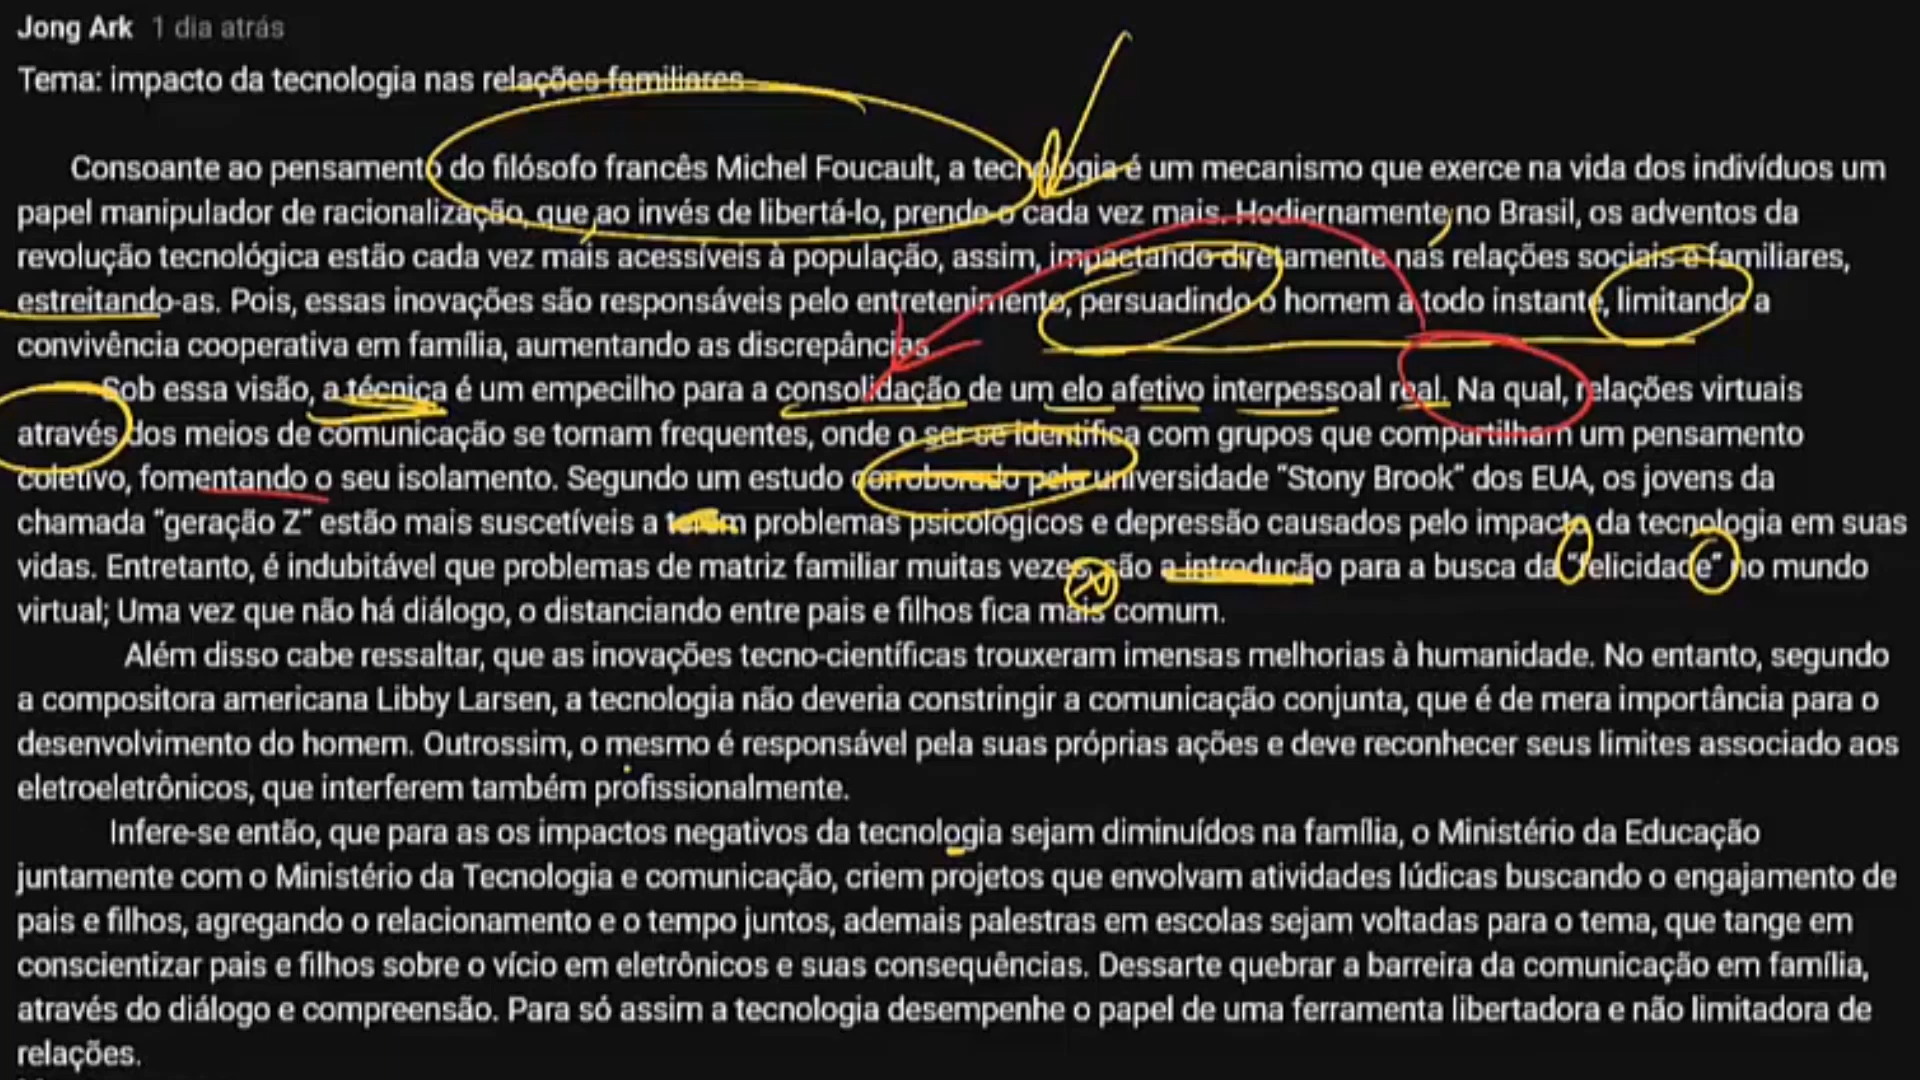 Jong Ark 1 dia atrás
Tema: impacto da tecnologia nas relações familiares
Consoante ao pensamento do filósofo francês Michel Foucault, a tecnologia é um mecanismo que exerce na vida dos indivíduos um
papel manipulador de racionalização, que ao invés de libertá-lo, prende o cada vez mais. Hodiernamente no Brasil, os adventos da
revolução tecnológica estão cada vez mais acessíveis à população, assim, impactando diretamente nas relações sociais e familiares,
estreitando-as. Pois, essas inovações são responsáveis pelo entretenimento, persuadindo o homem a todo instante, limitando a
convivência cooperativa em família, aumentando as discrepâncias.
Sob essa visão, a técnica é um empecilho para a consolidação de um elo afetivo interpessoal real. Na qual, relações virtuais
através dos meios de comunicação se tornam frequentes, onde o ser se identifica com grupos que compartilham um pensamento
coletivo, fomentando o seu isolamento. Segundo um estudo corroborado pela universidade “Stony Brook” dos EUA, os jovens da
chamada “geração Z” estão mais suscetíveis a terem problemas psicológicos e depressão causados pelo impacto da tecnologia em suas
vidas. Entretanto, é indubitável que problemas de matriz familiar muitas vezes, são a introdução para a busca da “felicidade” no mundo
virtual; Uma vez que não há diálogo, o distanciando entre pais e filhos fica mais comum.
Além disso cabe ressaltar, que as inovações tecno-científicas trouxeram imensas melhorias à humanidade. No entanto, segundo
a compositora americana Libby Larsen, a tecnologia não deveria constringir a comunicação conjunta, que é de mera importância para o
desenvolvimento do homem. Outrossim, o mesmo é responsável pela suas próprias ações e deve reconhecer seus limites associado aos
eletroeletrônicos, que interferem também profissionalmente.
Infere-se então, que para as os impactos negativos da tecnologia sejam diminuídos na família, o Ministério da Educação
juntamente com o Ministério da Tecnologia e comunicação, criem projetos que envolvam atividades lúdicas buscando o engajamento de
pais e filhos, agregando o relacionamento e o tempo juntos, ademais palestras em escolas sejam voltadas para o tema, que tange em
conscientizar pais e filhos sobre o vício em eletrônicos e suas consequências. Dessarte quebrar a barreira da comunicação em família,
através do diálogo e compreensão. Para só assim a tecnologia desempenhe o papel de uma ferramenta libertadora e não limitadora de
relações.